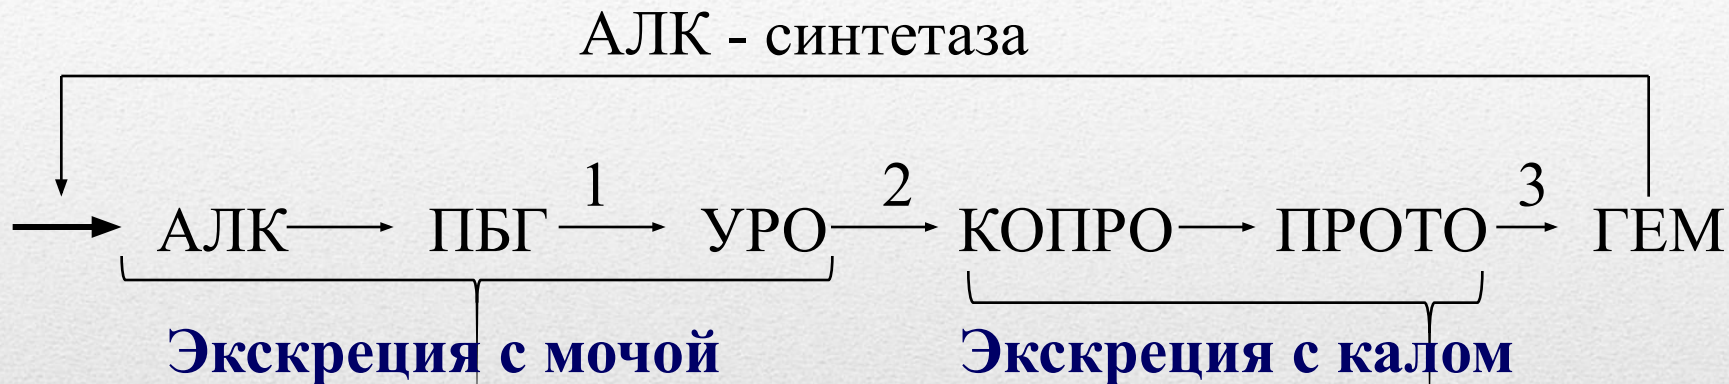 АЛК - синтетаза
1 2 3
АЛК ПБГ УРО КОПРО ПРОТО ГЕМ
Экскреция с мочой Экскреция с калом